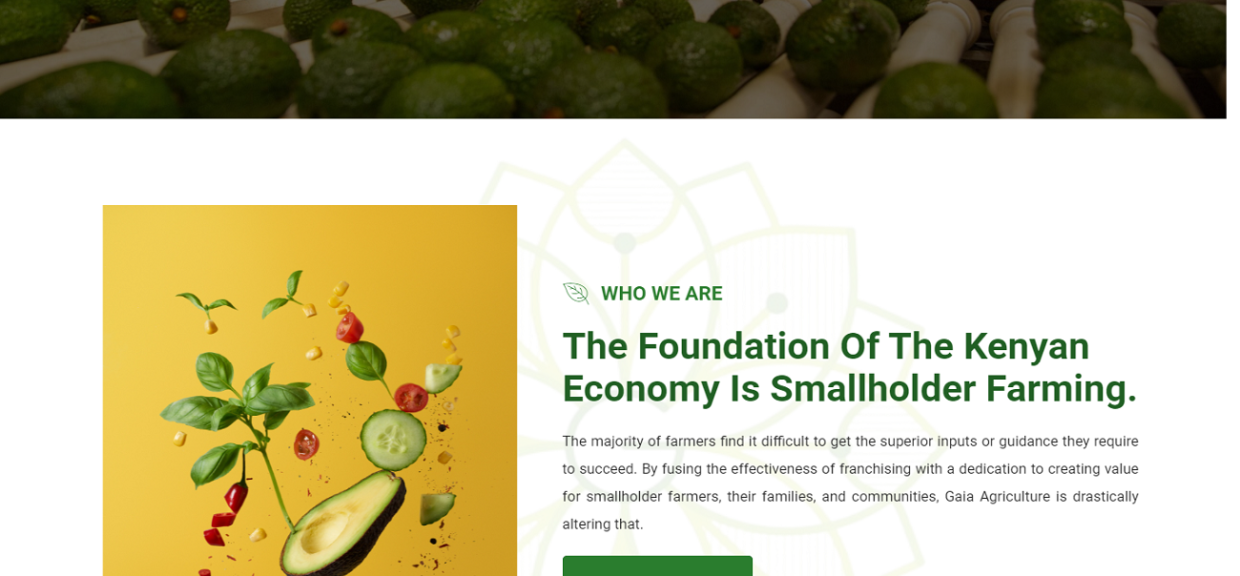 WHO WE ARE
The Foundation Of The Kenyan
Economy Is Smallholder Farming.
The majority of farmers find it difficult to get the superior inputs or guidance they require
to succeed. By fusing the effectiveness of franchising with a dedication to creating value
for smallholder farmers, their families, and communities, Gaia Agriculture is drastically
altering that.